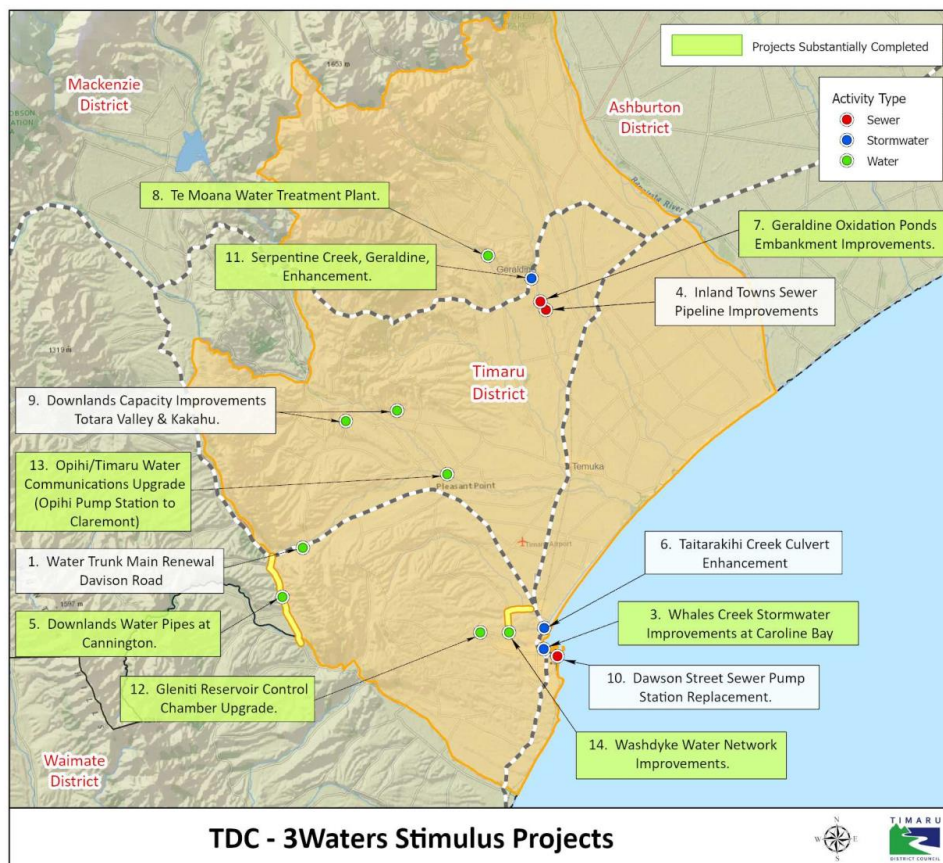 Projects Substantially Completed
Activity Type
Sewer
Stormwater
Water
Mackenzie
District
Ashburton
District
1653 m
8. Te Moana Water Treatment Plant.
7. Geraldine Oxidation Ponds
Embankment Improvements.
11. Serpentine Creek, Geraldine,
Enhancement.
Geraldine
4. Inland Towns Sewer
Pipeline Improvements
1319 m
Timaru
District
9. Downlands Capacity Improvements
Totara Valley & Kakahu.
13. Opihi/Timaru Water
Communications Upgrade
(Opihi Pump Station to
Claremont)
Temuka
Pleasant Point
1. Water Trunk Main Renewal
Davison Road
6. Taitarakihi Creek Culvert
Enhancement
1597 m
5. Downlands Water Pipes at
Cannington.
3. Whales Creek Stormwater
Improvements at Caroline Bay
12. Gleniti Reservoir Control
Chamber Upgrade.
10. Dawson Street Sewer Pump
Station Replacement.
14. Washdyke Water Network
Improvements.
Waimate
District
TDC - 3Waters Stimulus Projects
N
W E
S
TIMARU
DISTRICT COUNCIL